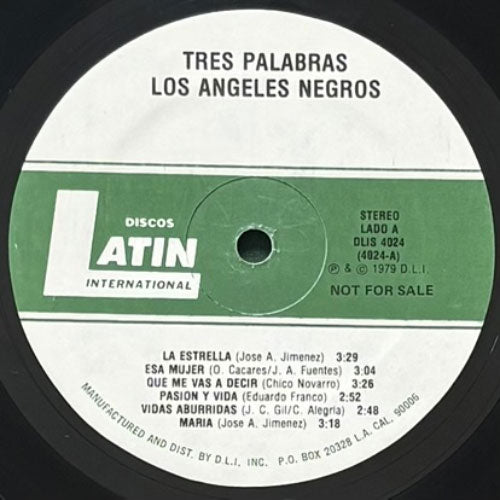 TRES PALABRAS
LOS ANGELES NEGROS
DISCOS
LATIN
INTERNATIONAL
STEREO
LADO A
DLIS 4024
(4024-A)
℗ & © 1979 D.L.I.
NOT FOR SALE
LA ESTRELLA (Jose A. Jimenez) 3:29
ESA MUJER (O. Cacares/J. A. Fuentes) 3:04
QUE ME VAS A DECIR (Chico Novarro) 3:26
PASION Y VIDA (Eduardo Franco) 2:52
VIDAS ABURRIDAS (J. C. Gil/C. Alegria) 2:48
MARIA (Jose A. Jimenez) 3:18
MANUFACTURED AND DIST. BY D.L.I., INC. P.O. BOX 20328 L.A. CAL. 90006